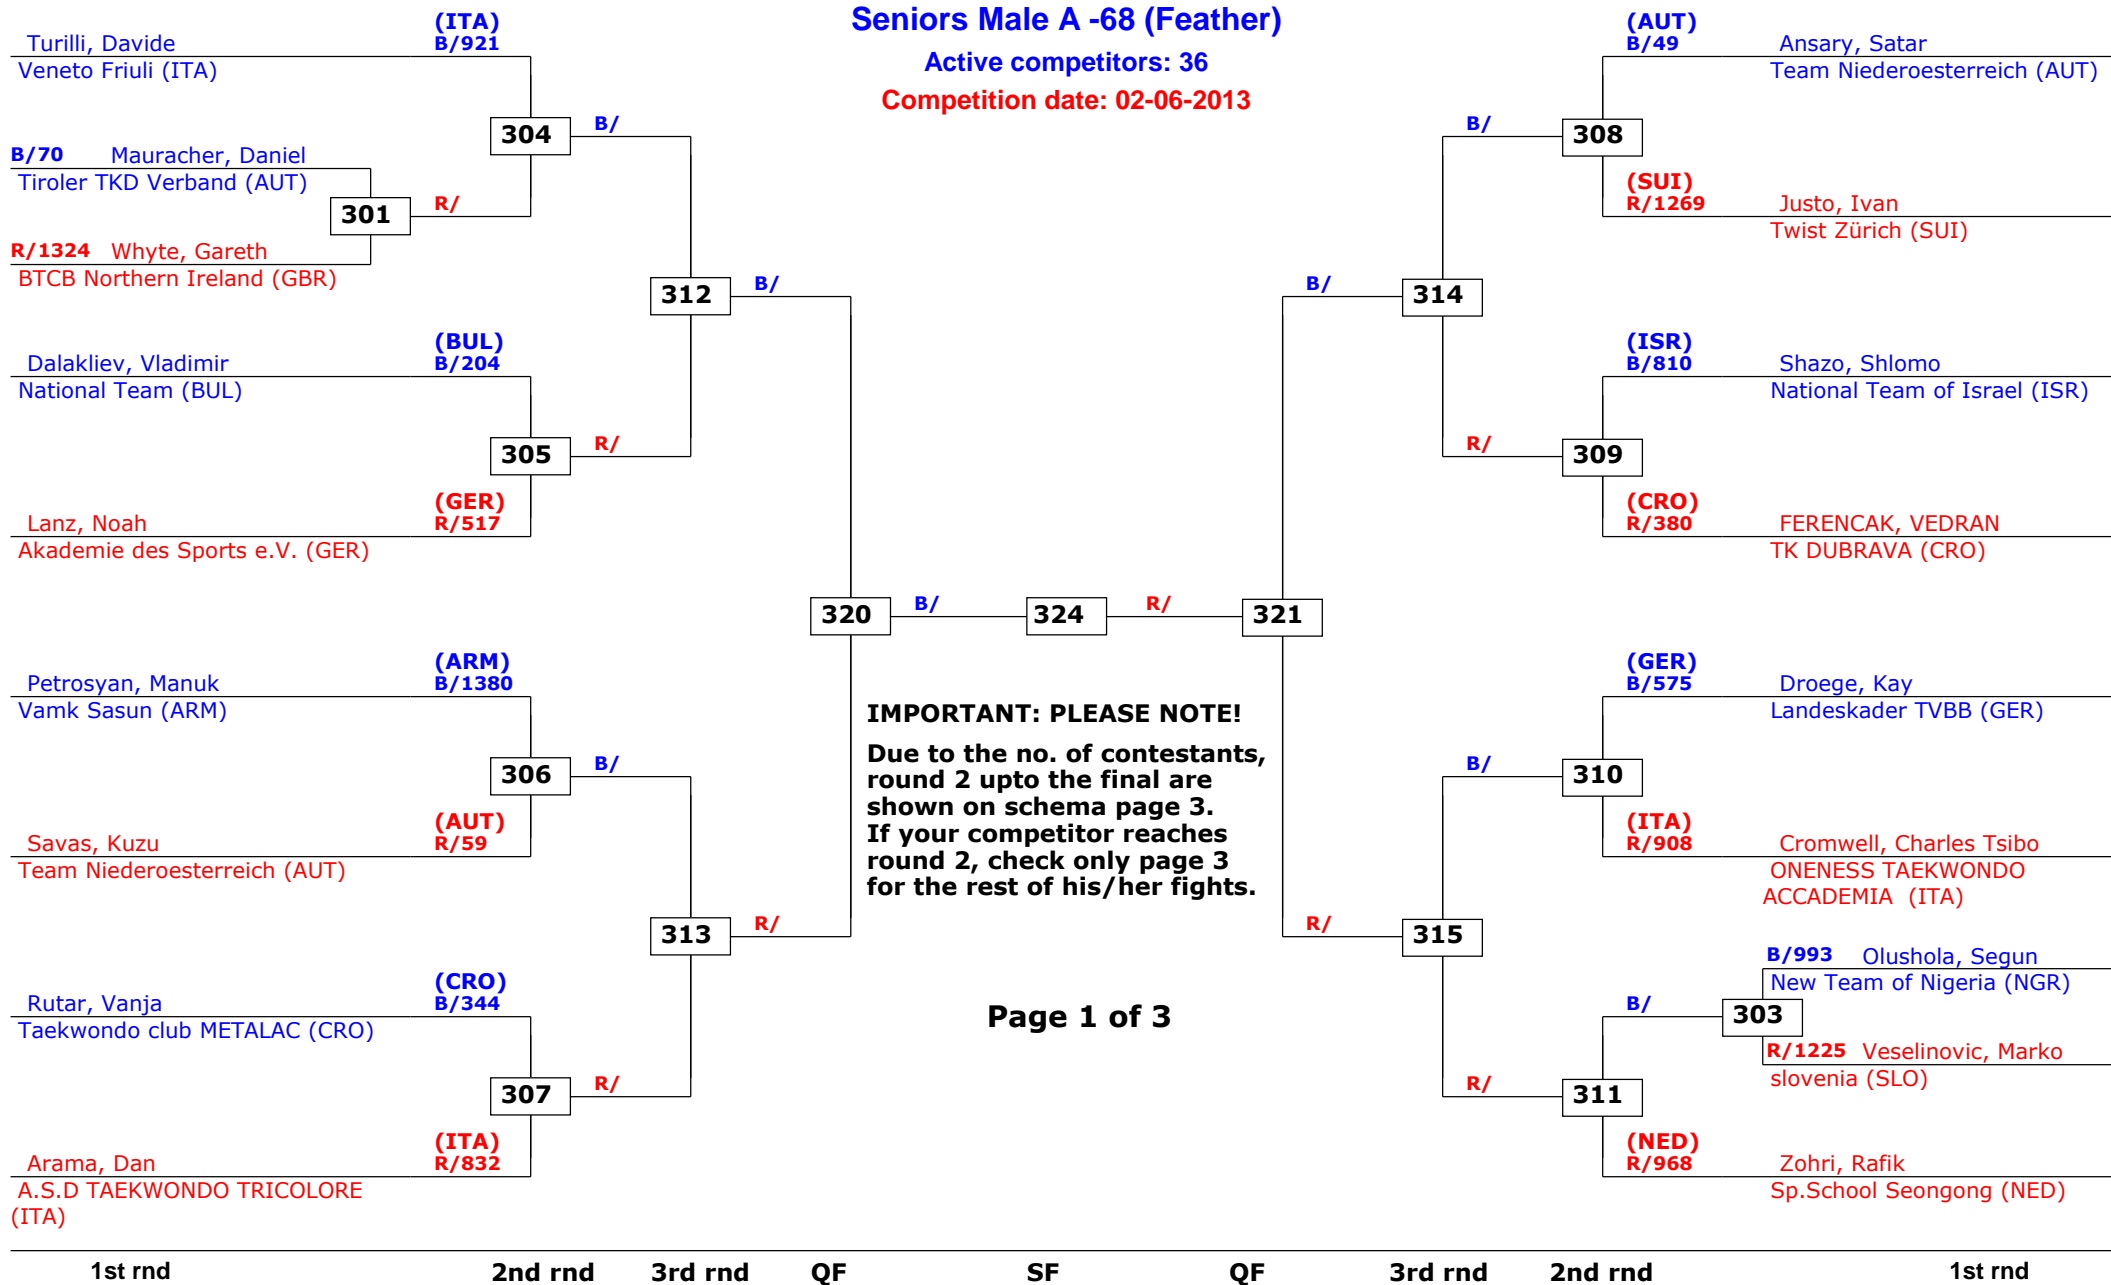 Seniors Male A -68 (Feather)
Active competitors: 36
Competition date: 02-06-2013
(ITA)
Turilli, Davide B/921
Veneto Friuli (ITA)
304
B/
B/70 Mauracher, Daniel
Tiroler TKD Verband (AUT)
301
R/
R/1324 Whyte, Gareth
BTCB Northern Ireland (GBR)
312
B/
(BUL)
Dalakliev, Vladimir B/204
National Team (BUL)
305
R/
(GER)
Lanz, Noah R/517
Akademie des Sports e.V. (GER)
320
B/
324
R/
321
(ARM)
Petrosyan, Manuk B/1380
Vamk Sasun (ARM)
306
B/
(AUT)
Savas, Kuzu R/59
Team Niederoesterreich (AUT)
313
R/
(CRO)
Rutar, Vanja B/344
Taekwondo club METALAC (CRO)
307
R/
(ITA)
Arama, Dan R/832
A.S.D TAEKWONDO TRICOLORE
(ITA)
IMPORTANT: PLEASE NOTE!
Due to the no. of contestants,
round 2 upto the final are
shown on schema page 3.
If your competitor reaches
round 2, check only page 3
for the rest of his/her fights.
Page 1 of 3
(AUT)
B/49 Ansary, Satar
Team Niederoesterreich (AUT)
B/
308
(SUI)
R/1269 Justo, Ivan
Twist Zürich (SUI)
B/
314
(ISR)
B/810 Shazo, Shlomo
National Team of Israel (ISR)
R/
309
(CRO)
R/380 FERENCAK, VEDRAN
TK DUBRAVA (CRO)
(GER)
B/575 Droege, Kay
Landeskader TVBB (GER)
B/
310
(ITA)
R/908 Cromwell, Charles Tsibo
ONENESS TAEKWONDO
ACCADEMIA (ITA)
R/
315
B/993 Olushola, Segun
New Team of Nigeria (NGR)
B/
303
R/1225 Veselinovic, Marko
slovenia (SLO)
R/
311
(NED)
R/968 Zohri, Rafik
Sp.School Seongong (NED)
1st rnd 2nd rnd 3rd rnd QF SF QF 3rd rnd 2nd rnd 1st rnd